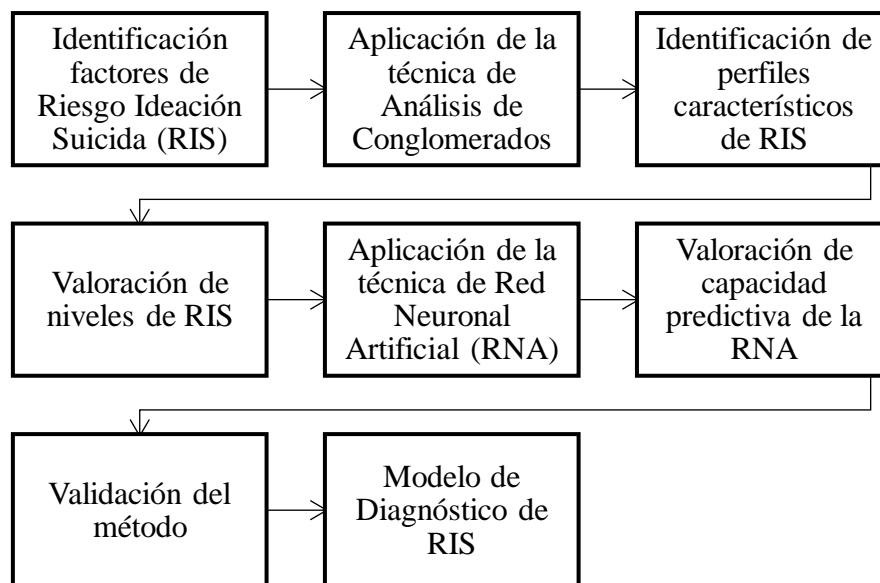 Identificación
factores de
Riesgo Ideación
Suicida (RIS)
Aplicación de la
técnica de
Análisis de
Conglomerados
Identificación de
perfiles
característicos
de RIS
Valoración de
niveles de RIS
Aplicación de la
técnica de Red
Neuronal
Artificial (RNA)
Valoración de
capacidad
predictiva de la
RNA
Validación del
método
Modelo de
Diagnóstico de
RIS